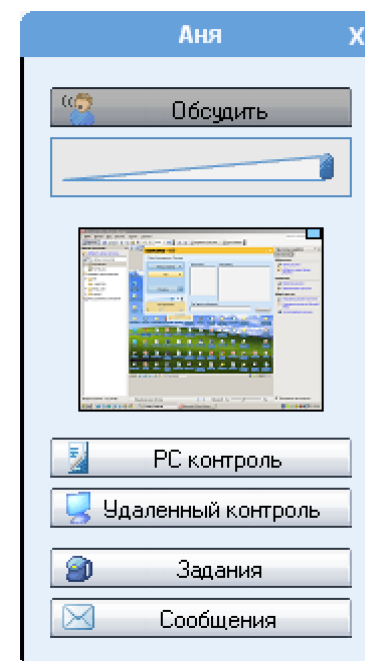 Аня X
Обсудить
PC контроль
Удаленный контроль
Задания
Сообщения